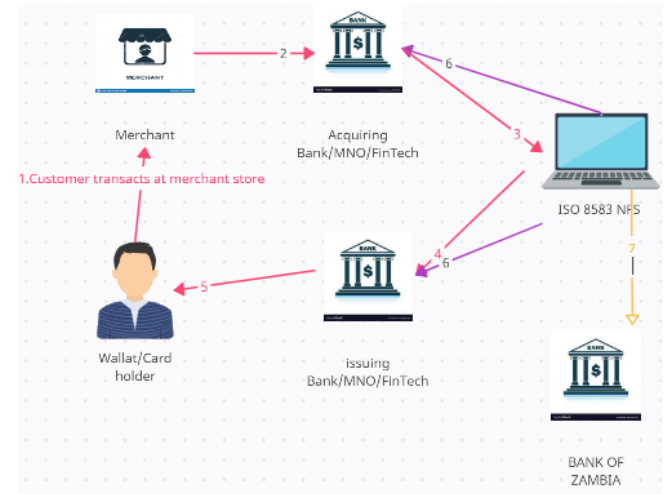 BANK
MERCHANT
2
6
3
Merchant
Acquiring
Bank/MNO/FinTech
1.Customer transacts at merchant store
ISO 8583 NFS
BANK
4
6
7
5
Wallat/Card
holder
issuing
Bank/MNO/FinTech
BANK
BANK OF
ZAMBIA